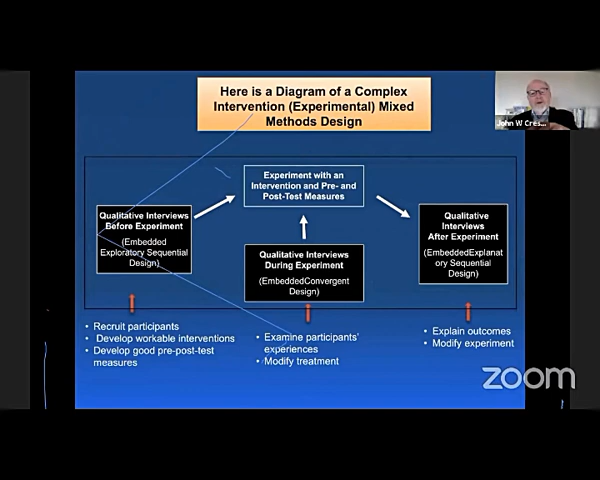 Here is a Diagram of a Complex
Intervention (Experimental) Mixed
Methods Design
John W Cres...
Experiment with an
Intervention and Pre- and
Post-Test Measures
Qualitative Interviews
Before Experiment
(Embedded
Exploratory Sequential
Design)
Qualitative Interviews
During Experiment
(EmbeddedConvergent
Design)
Qualitative
Interviews
After Experiment
(EmbeddedExplanat
ory Sequential
Design)
• Recruit participants
• Develop workable interventions
• Develop good pre-post-test
measures
• Examine participants'
experiences
• Modify treatment
• Explain outcomes
• Modify experiment
zoom